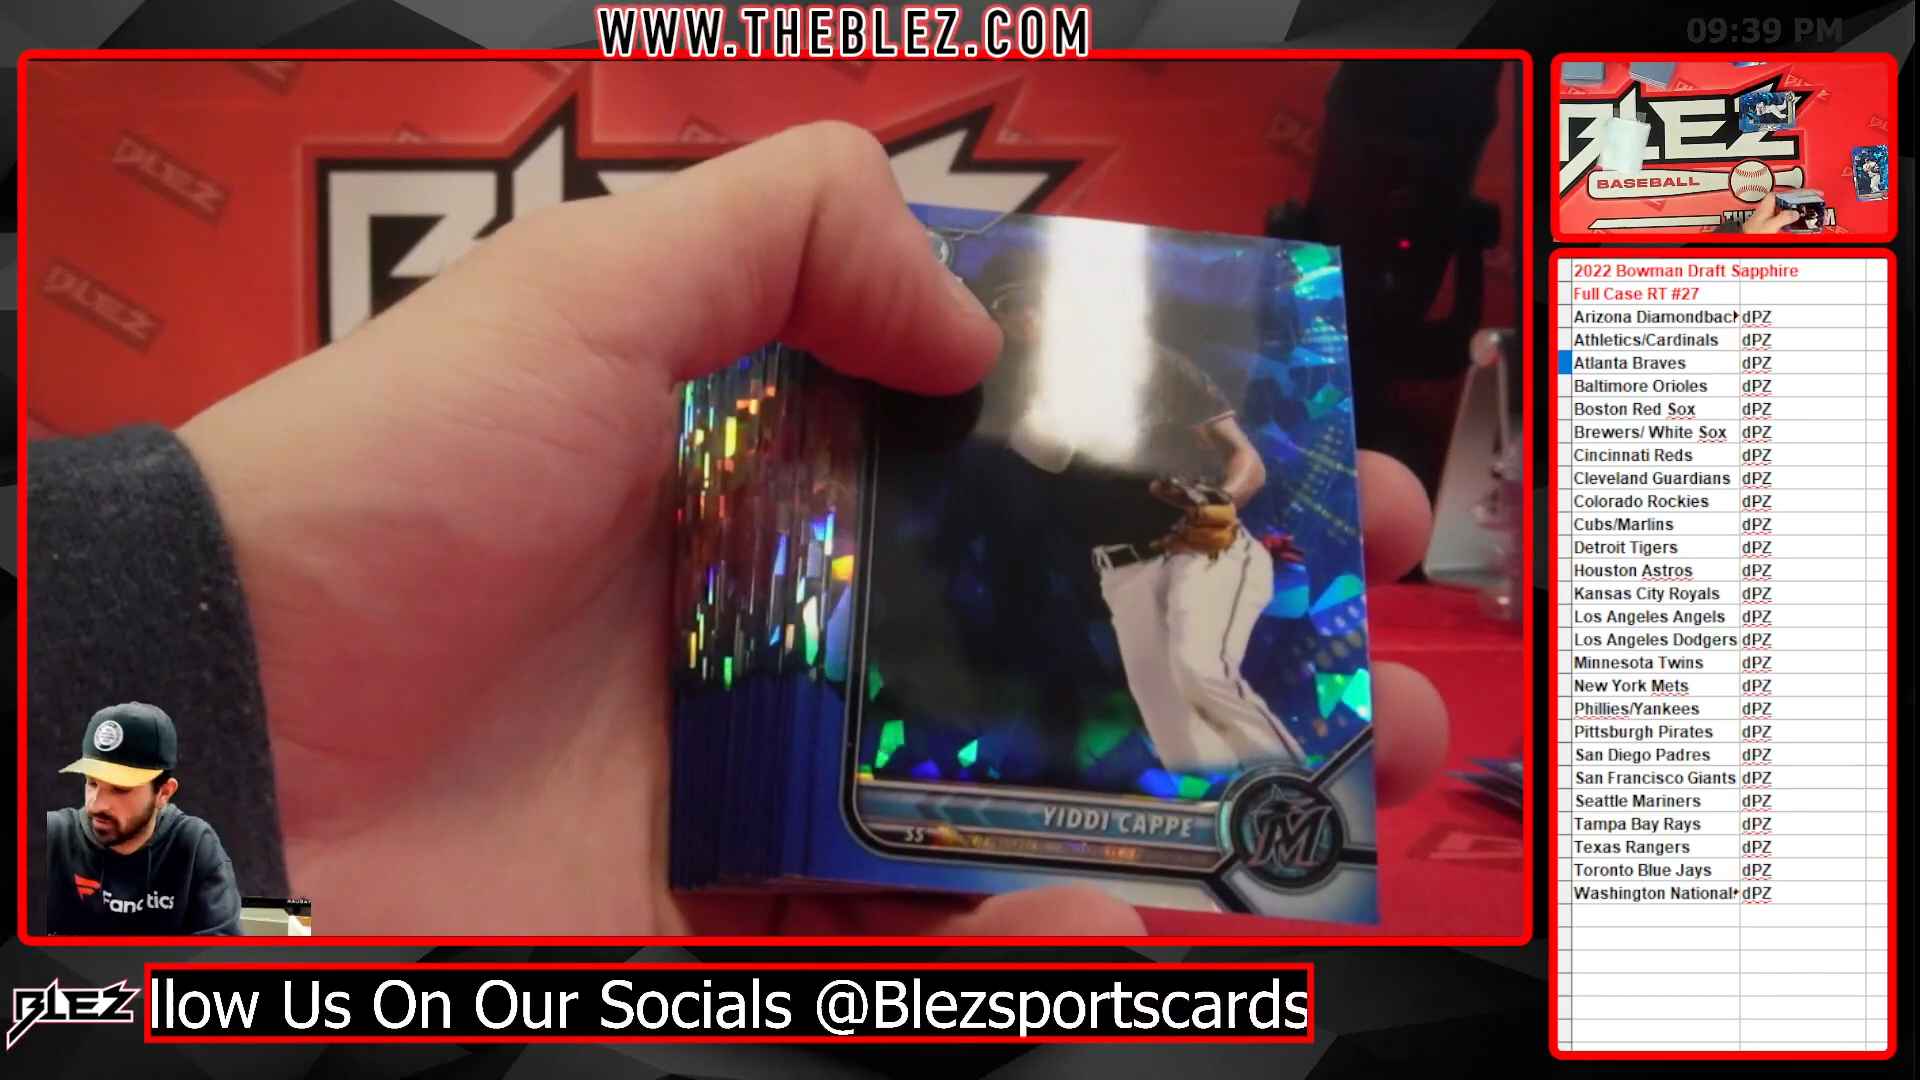 WWW.THEBLEZ.COM
09:39 PM
BLEZ
BLEZ
BLEZ
YIDDI CAPPE
SS
M
Fanatics
BLEZ
BASEBALL
2022 Bowman Draft Sapphire
Full Case RT #27
Arizona Diamondbac dPZ
Athletics/Cardinals dPZ
Atlanta Braves dPZ
Baltimore Orioles dPZ
Boston Red Sox dPZ
Brewers/ White Sox dPZ
Cincinnati Reds dPZ
Cleveland Guardians dPZ
Colorado Rockies dPZ
Cubs/Marlins dPZ
Detroit Tigers dPZ
Houston Astros dPZ
Kansas City Royals dPZ
Los Angeles Angels dPZ
Los Angeles Dodgers dPZ
Minnesota Twins dPZ
New York Mets dPZ
Phillies/Yankees dPZ
Pittsburgh Pirates dPZ
San Diego Padres dPZ
San Francisco Giants dPZ
Seattle Mariners dPZ
Tampa Bay Rays dPZ
Texas Rangers dPZ
Toronto Blue Jays dPZ
Washington National dPZ
BLEZ
llow Us On Our Socials @Blezsportscards